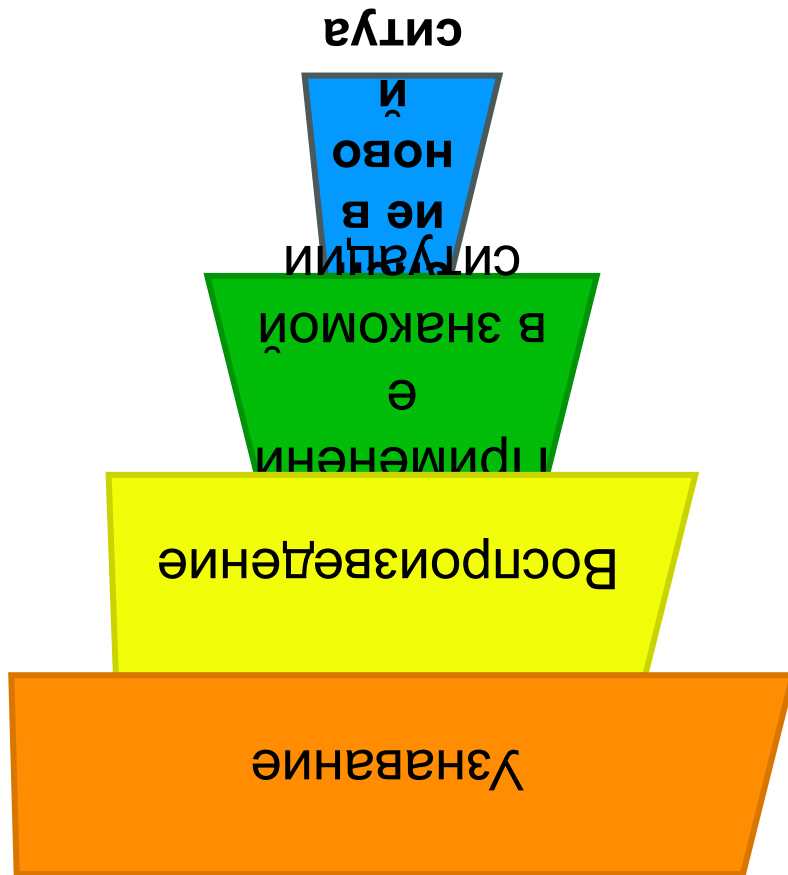 Узнавание
Воспроизведение
Применени
е
в знакомой
ситуации
ие в
ново
й
ситуа